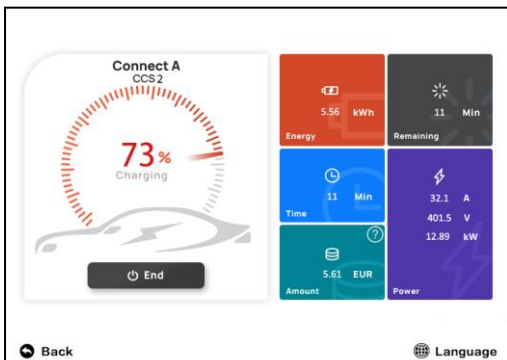 Connect A
CCS2
73%
Charging
End
5.56 kWh
Energy
11 Min
Remaining
11 Min
Time
32.1 A
401.5 V
12.89 kW
Power
?
5.61 EUR
Amount
Back
Language